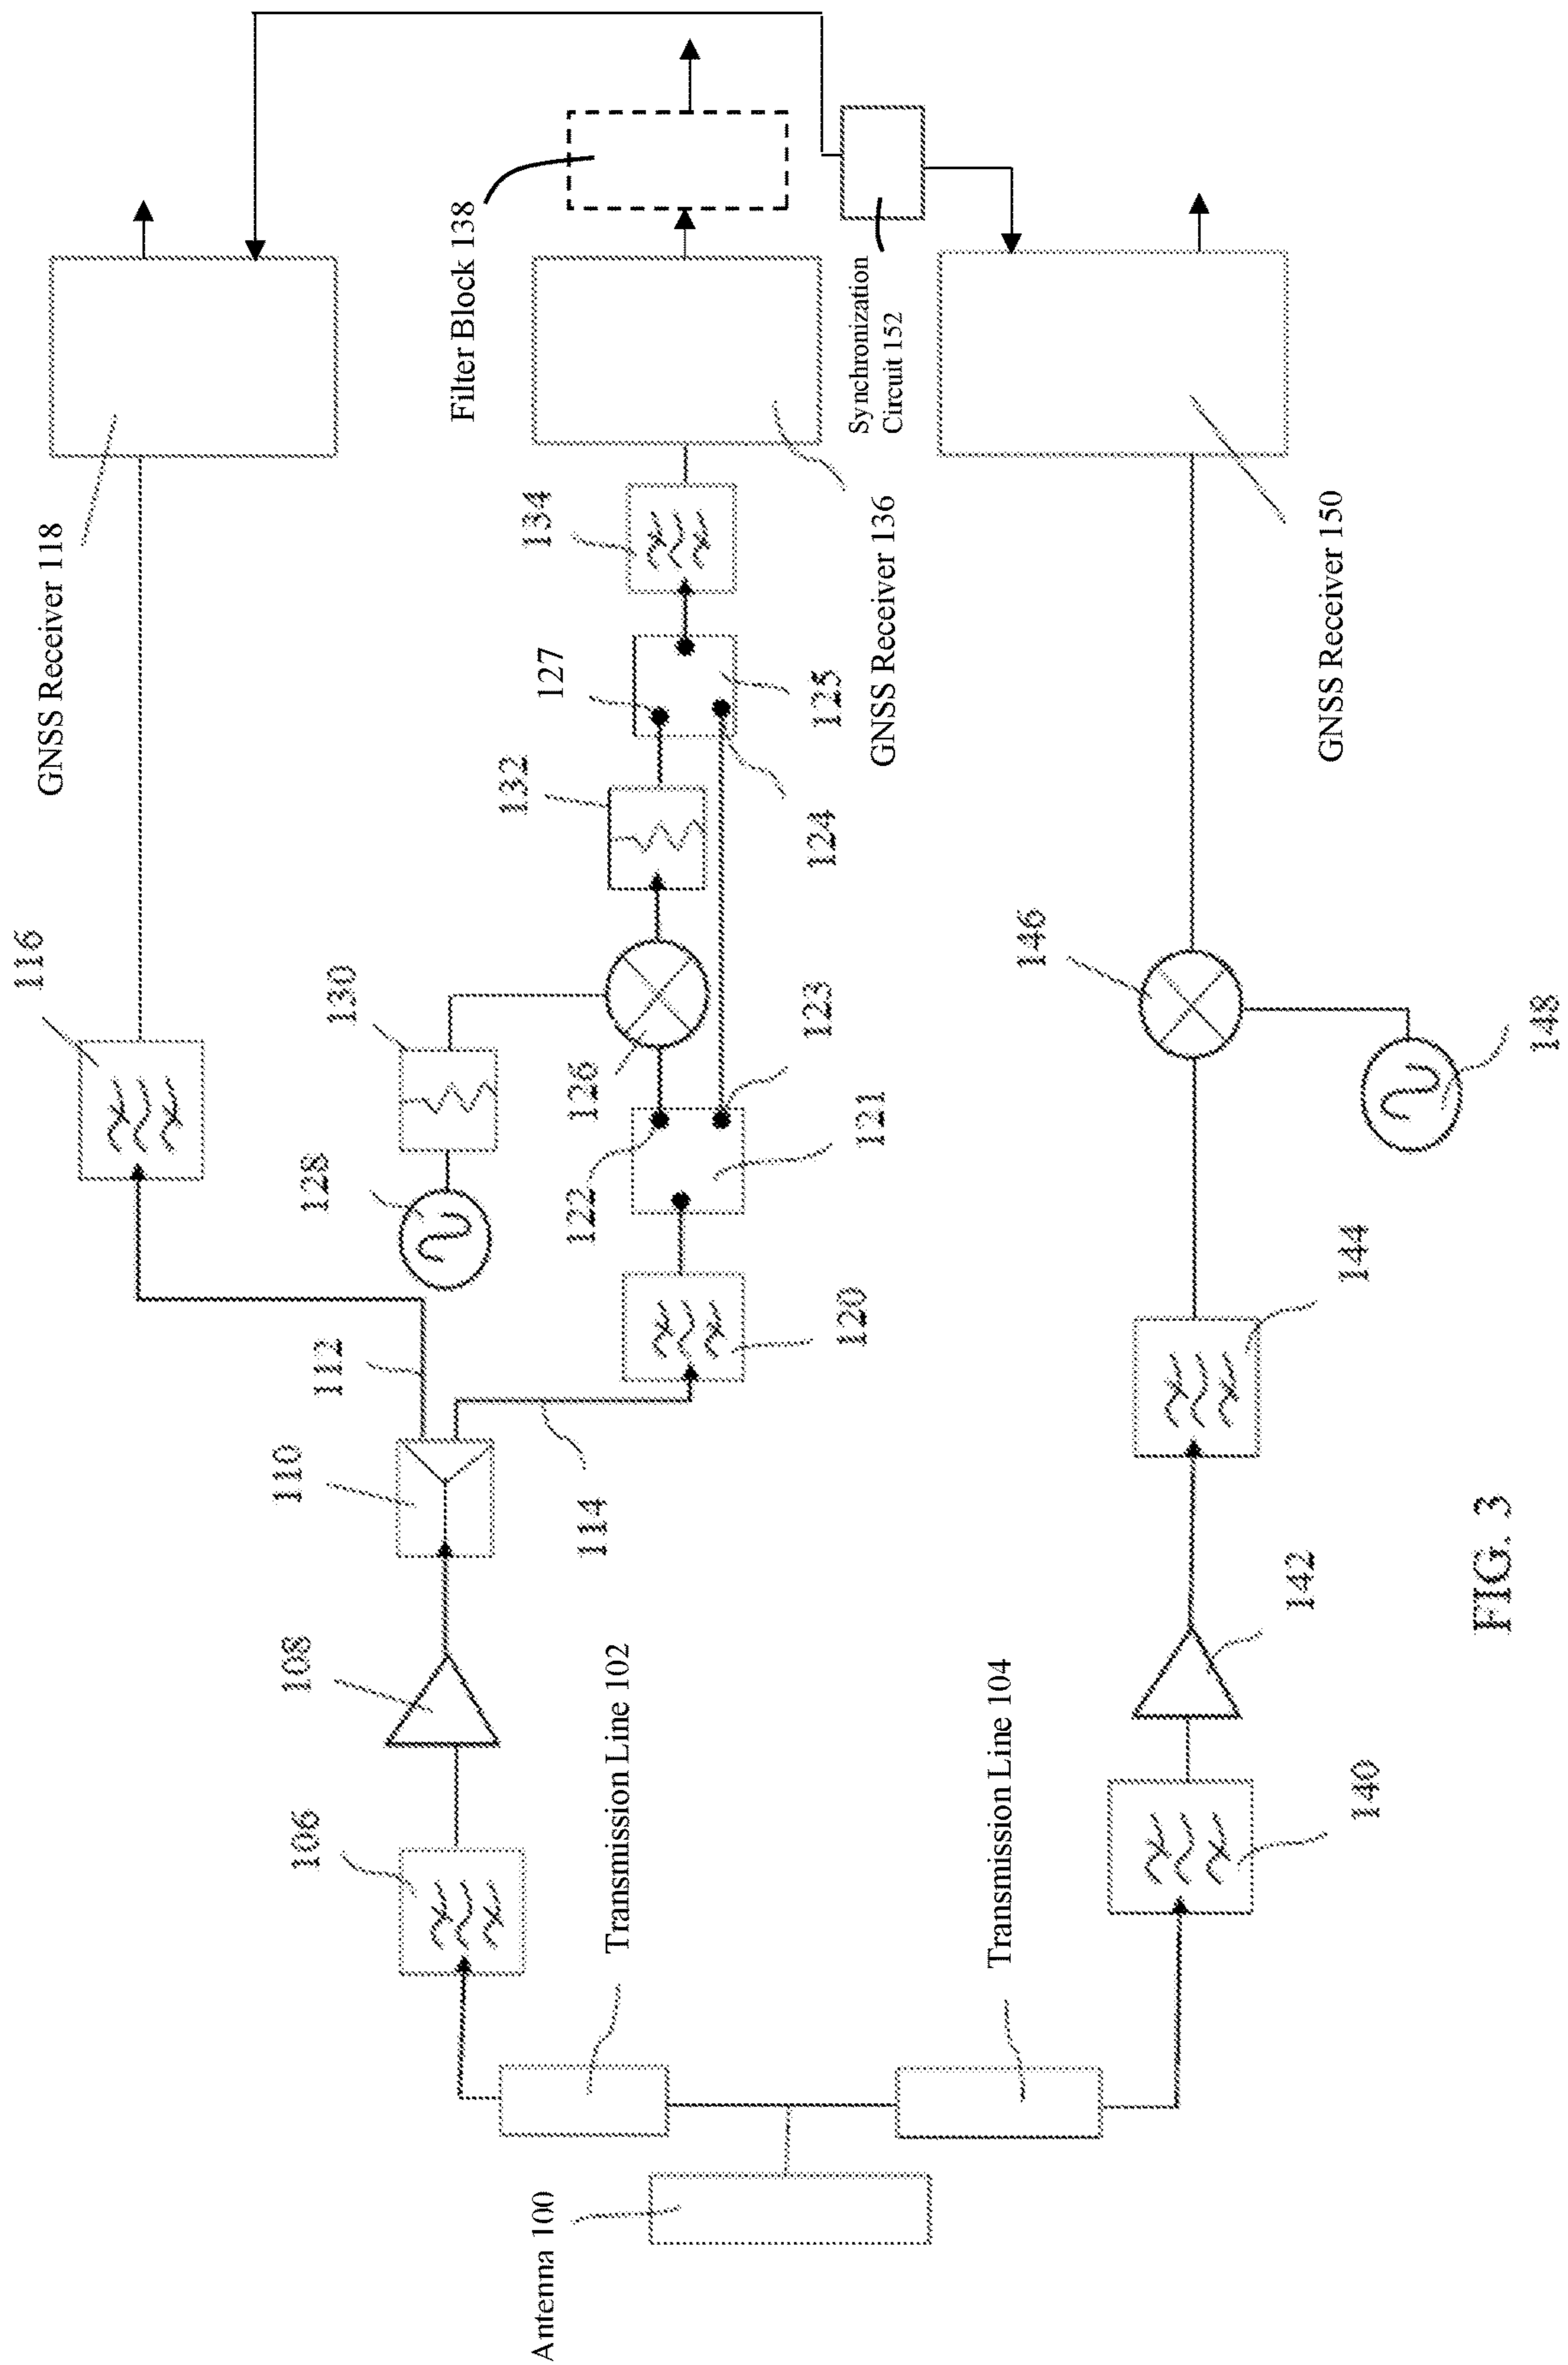 GNSS Receiver 118
116
112
Filter Block 138
130
128
110
108
106
134
127
132
126
122
114
Transmission Line 102
Antenna 100
Synchronization
Circuit 152
GNSS Receiver 136
125
124
123
121
120
Transmission Line 104
146
GNSS Receiver 150
148
144
142
140
FIG. 3